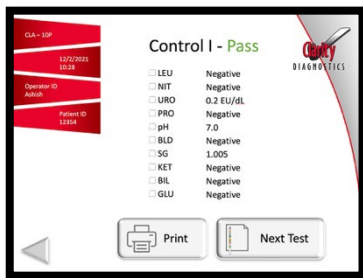 CLA – 10P
12/2/2021
10:28
Operator ID
Ashish
Patient ID
12354
Control I - Pass
Clarity
DIAGNOSTICS
LEU Negative
NIT Negative
URO 0.2 EU/dL
PRO Negative
pH 7.0
BLD Negative
SG 1.005
KET Negative
BIL Negative
GLU Negative
Print
Next Test